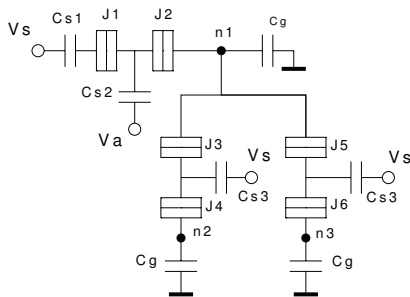 J1 J2
Vs Cs1 n1 Cg
Cs2
Va
J3 J5
Vs Vs
J4 Cs3 J6 Cs3
n2 n3
Cg Cg